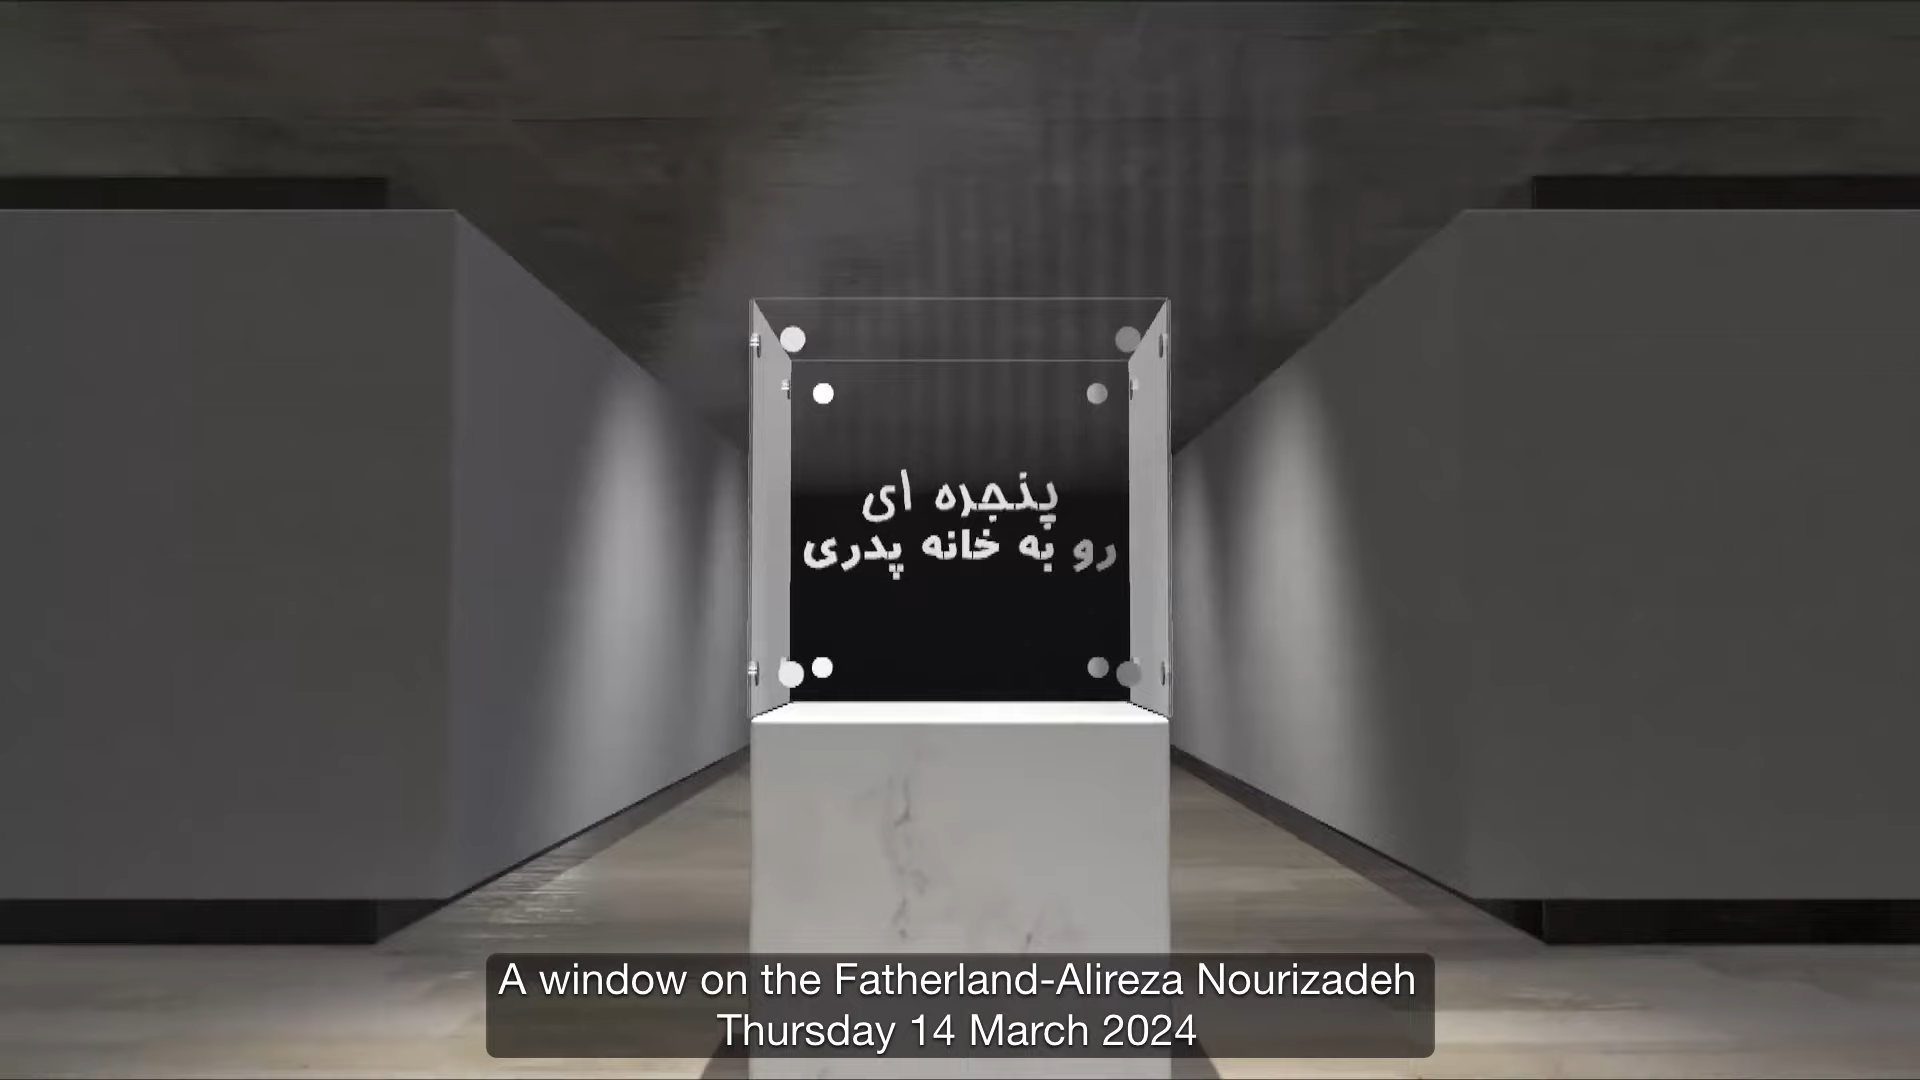 پنجره ای
رو به خانه پدری
A window on the Fatherland-Alireza Nourizadeh
Thursday 14 March 2024